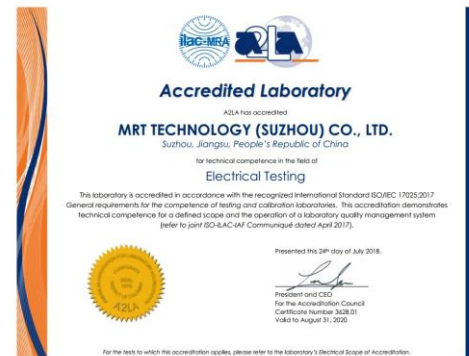 ilac-MRA
A2LA
Accredited Laboratory
A2LA has accredited
MRT TECHNOLOGY (SUZHOU) CO., LTD.
Suzhou, Jiangsu, People's Republic of China
for technical competence in the field of
Electrical Testing
This laboratory is accredited in accordance with the recognized International Standard ISO/IEC 17025:2017
General requirements for the competence of testing and calibration laboratories. This accreditation demonstrates
technical competence for a defined scope and the operation of a laboratory quality management system
(refer to joint ISO-ILAC-IAF Communiqué dated April 2017).
Presented this 24th day of July 2018.
President and CEO
For the Accreditation Council
Certificate Number 3628.01
Valid to August 31, 2020
SEAL
1978
A2LA
For the tests to which this accreditation applies, please refer to the laboratory's Electrical Scope of Accreditation.